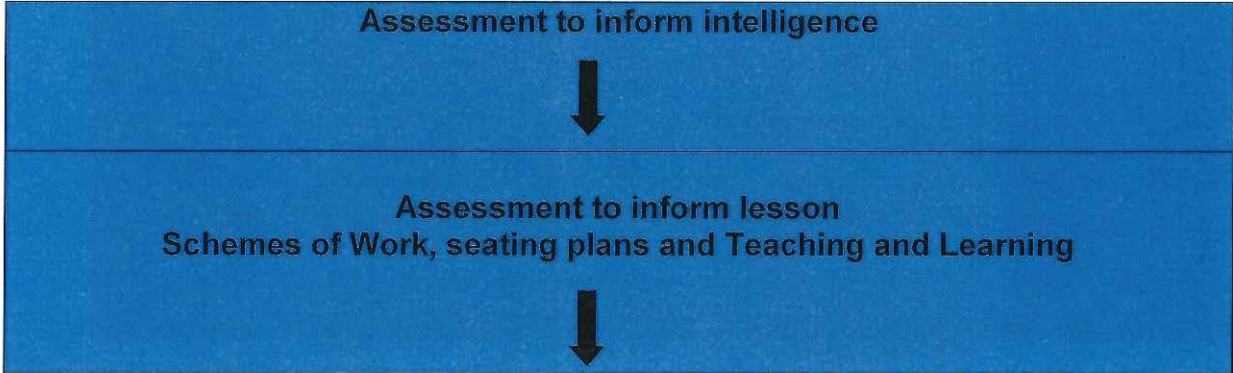 Assessment to inform intelligence
Assessment to inform lesson
Schemes of Work, seating plans and Teaching and Learning